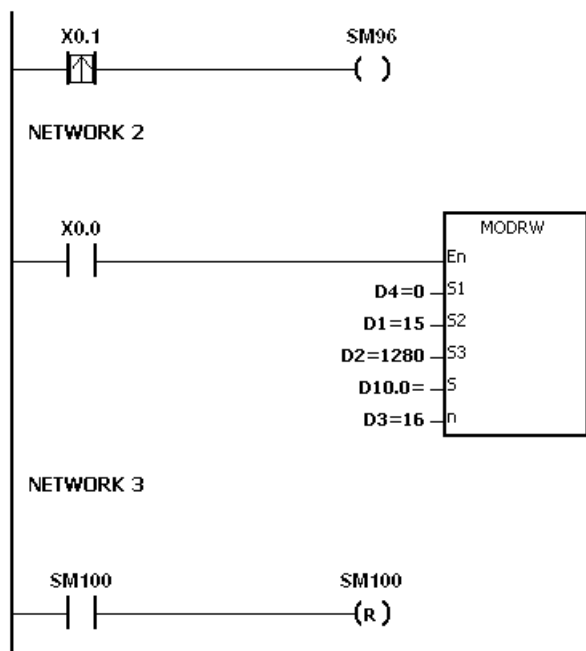 X0.1 SM96
NETWORK 2
X0.0
MODRW
En
D4=0 S1
D1=15 S2
D2=1280 S3
D10.0= S
D3=16 n
NETWORK 3
SM100 SM100
R